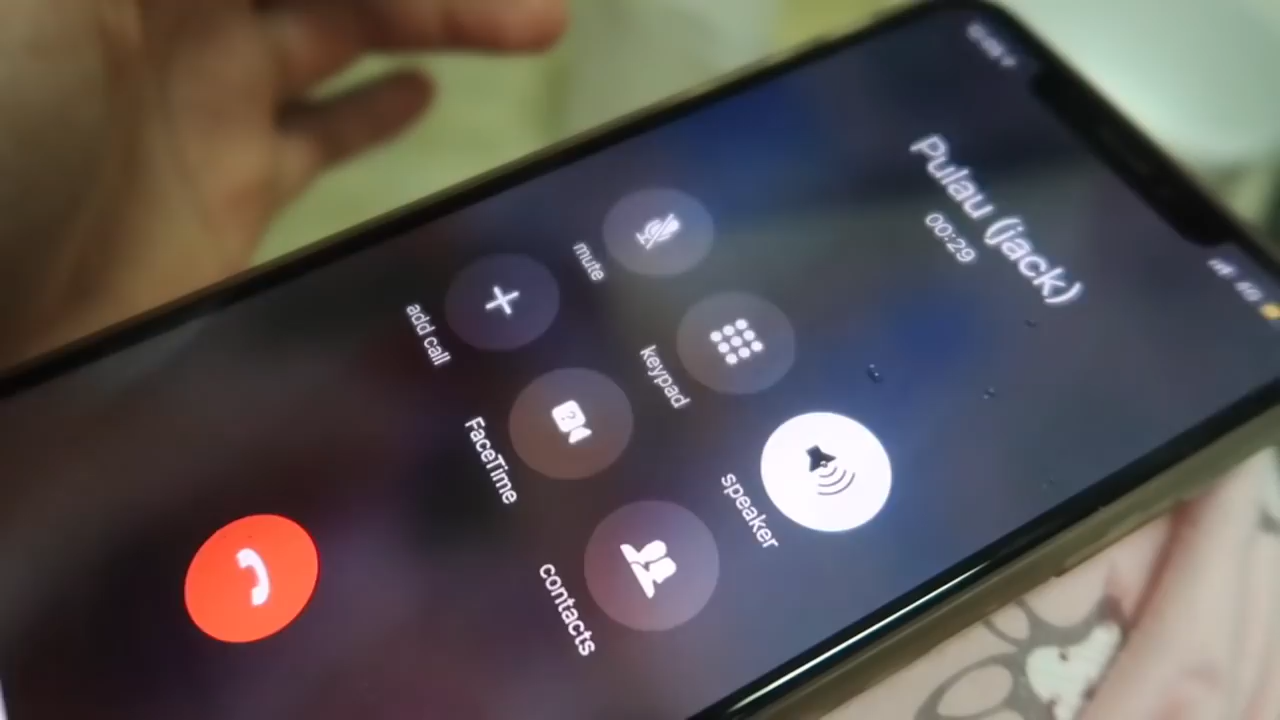 Pulau (jack)
00:29
mute
keypad
speaker
add call
FaceTime
contacts